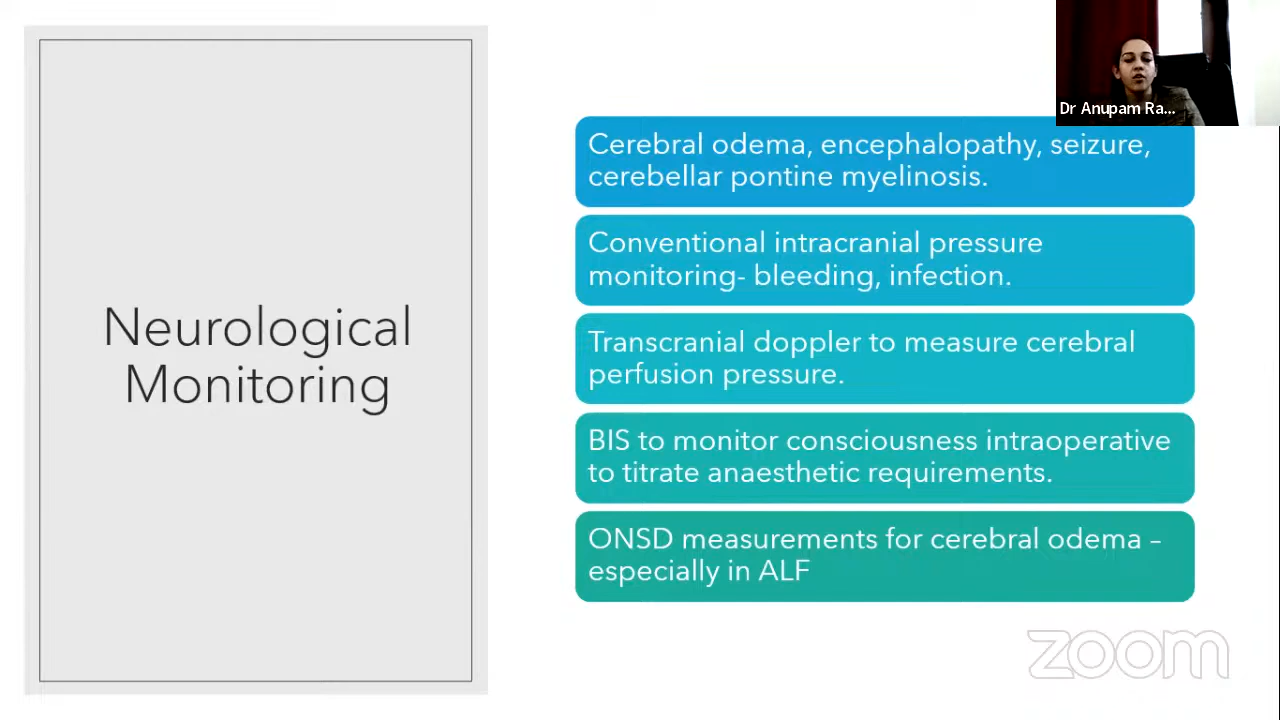 Neurological
Monitoring
Cerebral odema, encephalopathy, seizure,
cerebellar pontine myelinosis.
Conventional intracranial pressure
monitoring- bleeding, infection.
Transcranial doppler to measure cerebral
perfusion pressure.
BIS to monitor consciousness intraoperative
to titrate anaesthetic requirements.
ONSD measurements for cerebral odema –
especially in ALF
Dr Anupam Ra...
zoom